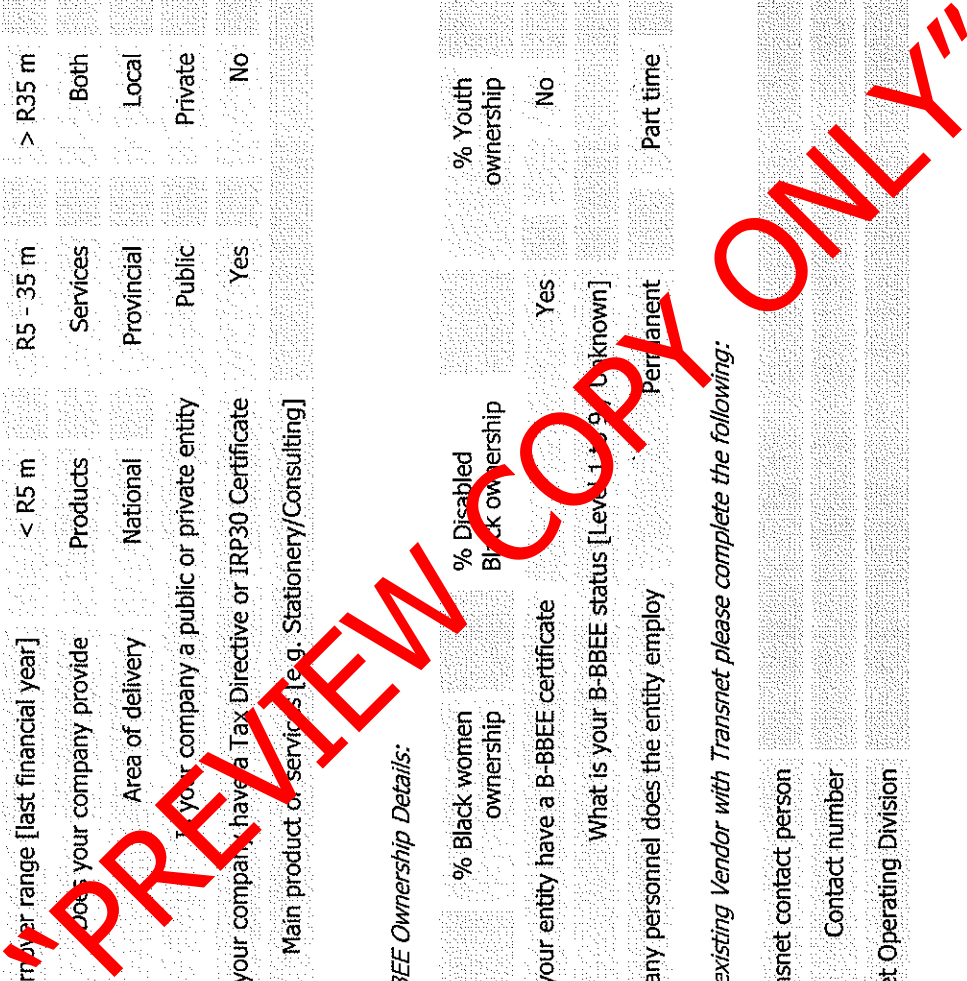 rnover range [last financial year] < R5 m R5 - 35 m > R35 m
Does your company provide Products Services Both
Area of delivery National Provincial Local
Is your company a public or private entity Public Private
your company have a Tax Directive or IRP30 Certificate Yes No
Main product or services [e.g. Stationery/Consulting]
BEE Ownership Details:
% Black women ownership % Disabled Black ownership % Youth ownership
your entity have a B-BBEE certificate Yes No
What is your B-BBEE status [Level 1 to 9 / Unknown]
any personnel does the entity employ Permanent Part time
existing Vendor with Transnet please complete the following:
snet contact person
Contact number
t Operating Division
"PREVIEW COPY ONLY"